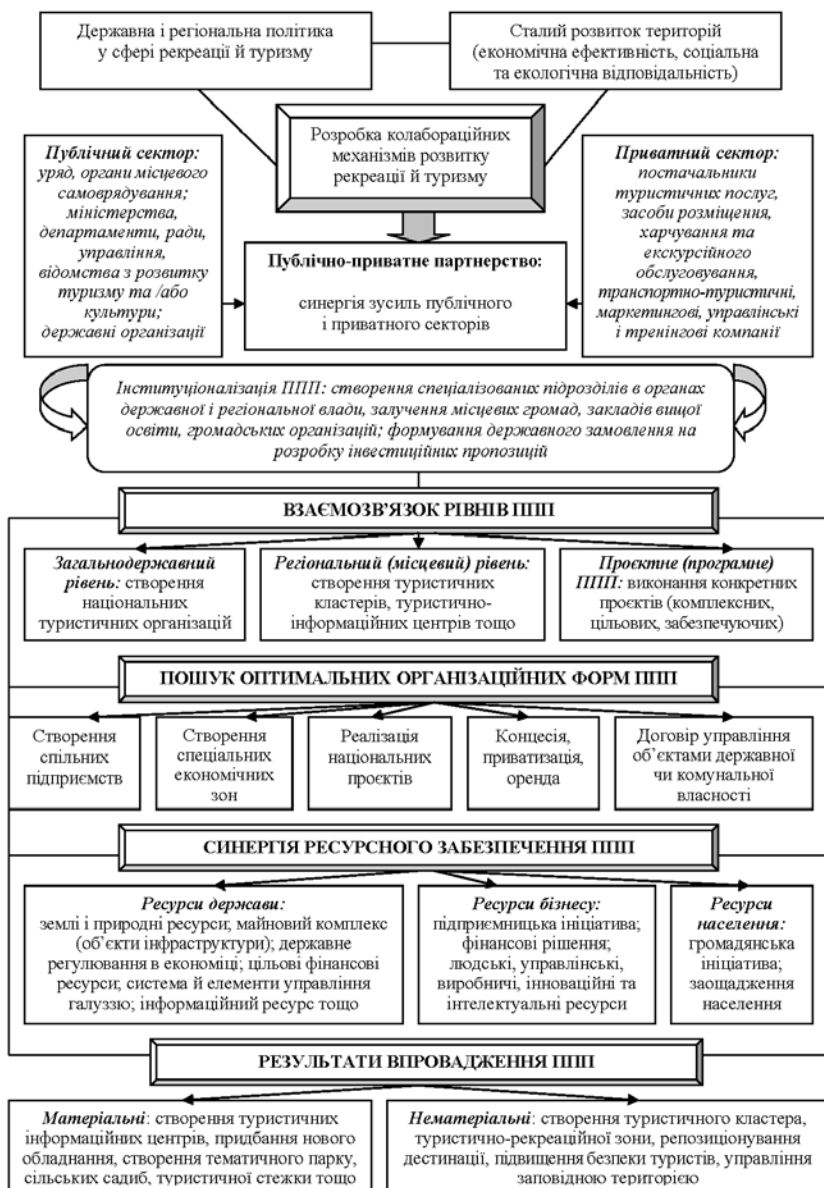 Державна і регіональна політика
у сфері рекреації й туризму
Сталий розвиток територій
(економічна ефективність, соціальна
та екологічна відповідальність)
Розробка колабораційних
механізмів розвитку
рекреації й туризму
Публічний сектор:
уряд, органи місцевого
самоврядування;
міністерства,
департаменти, ради,
управління,
відомства з розвитку
туризму та /або
культури;
державні організації
Публічно-приватне партнерство:
синергія зусиль публічного
і приватного секторів
Приватний сектор:
постачальники
туристичних послуг,
засоби розміщення,
харчування та
екскурсійного
обслуговування,
транспортно-туристичні,
маркетингові, управлінські
і тренінгові компанії
Інституціоналізація ППП: створення спеціалізованих підрозділів в органах
державної і регіональної влади, залучення місцевих громад, закладів вищої
освіти, громадських організацій; формування державного замовлення на
розробку інвестиційних пропозицій
ВЗАЄМОЗВ'ЯЗОК РІВНІВ ППП
Загальнодержавний
рівень: створення
національних
туристичних організацій
Регіональний (місцевий) рівень:
створення туристичних
кластерів, туристично-
інформаційних центрів тощо
Проєктне (програмне)
ППП: виконання конкретних
проєктів (комплексних,
цільових, забезпечуючих)
ПОШУК ОПТИМАЛЬНИХ ОРГАНІЗАЦІЙНИХ ФОРМ ППП
Створення
спільних
підприємств
Створення
спеціальних
економічних
зон
Реалізація
національних
проєктів
Концесія,
приватизація,
оренда
Договір управління
об'єктами державної
чи комунальної
власності
СИНЕРГІЯ РЕСУРСНОГО ЗАБЕЗПЕЧЕННЯ ППП
Ресурси держави:
землі і природні ресурси; майновий комплекс
(об'єкти інфраструктури); державне
регулювання в економіці; цільові фінансові
ресурси; система й елементи управління
галуззю; інформаційний ресурс тощо
Ресурси бізнесу:
підприємницька ініціатива;
фінансові рішення;
людські, управлінські,
виробничі, інноваційні та
інтелектуальні ресурси
Ресурси
населення:
громадянська
ініціатива;
заощадження
населення
РЕЗУЛЬТАТИ ВПРОВАДЖЕННЯ ППП
Матеріальні: створення туристичних
інформаційних центрів, придбання нового
обладнання, створення тематичного парку,
сільських садиб, туристичної стежки тощо
Нематеріальні: створення туристичного кластера,
туристично-рекреаційної зони, репозиціонування
дестинації, підвищення безпеки туристів, управління
заповідною територією